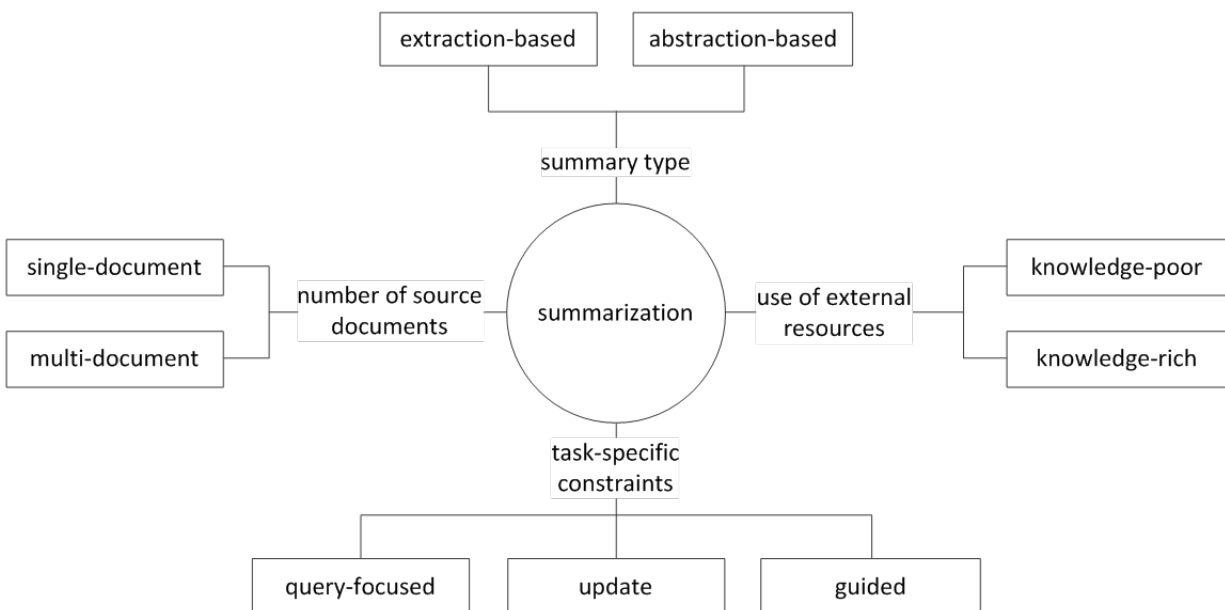 extraction-based
abstraction-based
summary type
single-document
multi-document
number of source
documents
summarization
use of external
resources
knowledge-poor
knowledge-rich
task-specific
constraints
query-focused
update
guided